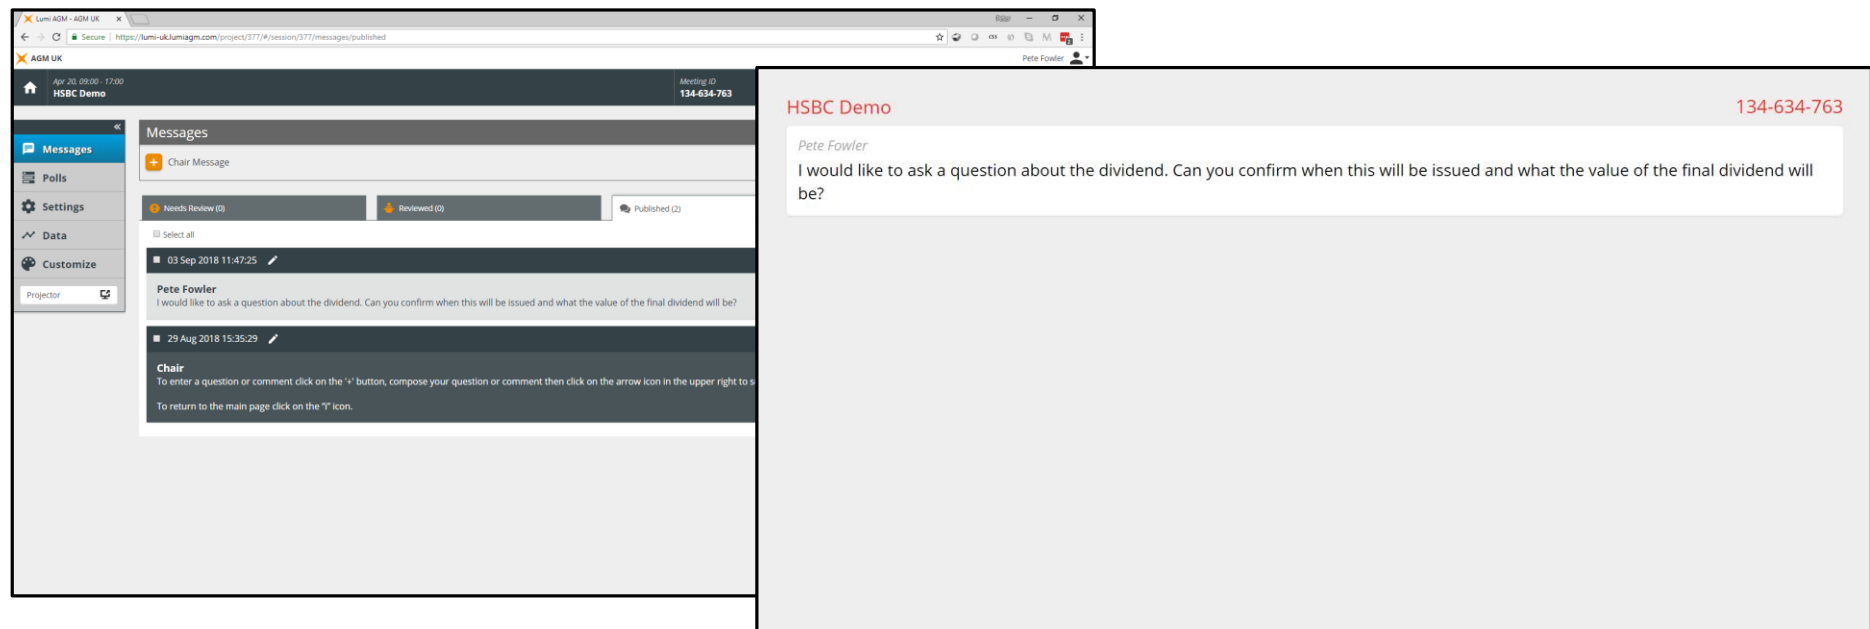 Lumi AGM - AGM UK
Secure
https://lumi-uk.lumiagm.com/project/377/#/session/377/messages/published
AGM UK
Pete Fowler
Apr 20, 09:00 - 17:00
HSBC Demo
Meeting ID
134-634-763
Messages
Polls
Settings
Data
Customize
Projector
Messages
Chair Message
Needs Review (0)
Reviewed (0)
Published (2)
Select all
03 Sep 2018 11:47:25
Pete Fowler
I would like to ask a question about the dividend. Can you confirm when this will be issued and what the value of the final dividend will be?
29 Aug 2018 15:35:29
Chair
To enter a question or comment click on the '+' button, compose your question or comment then click on the arrow icon in the upper right to
To return to the main page click on the "i" icon.
HSBC Demo
134-634-763
Pete Fowler
I would like to ask a question about the dividend. Can you confirm when this will be issued and what the value of the final dividend will
be?